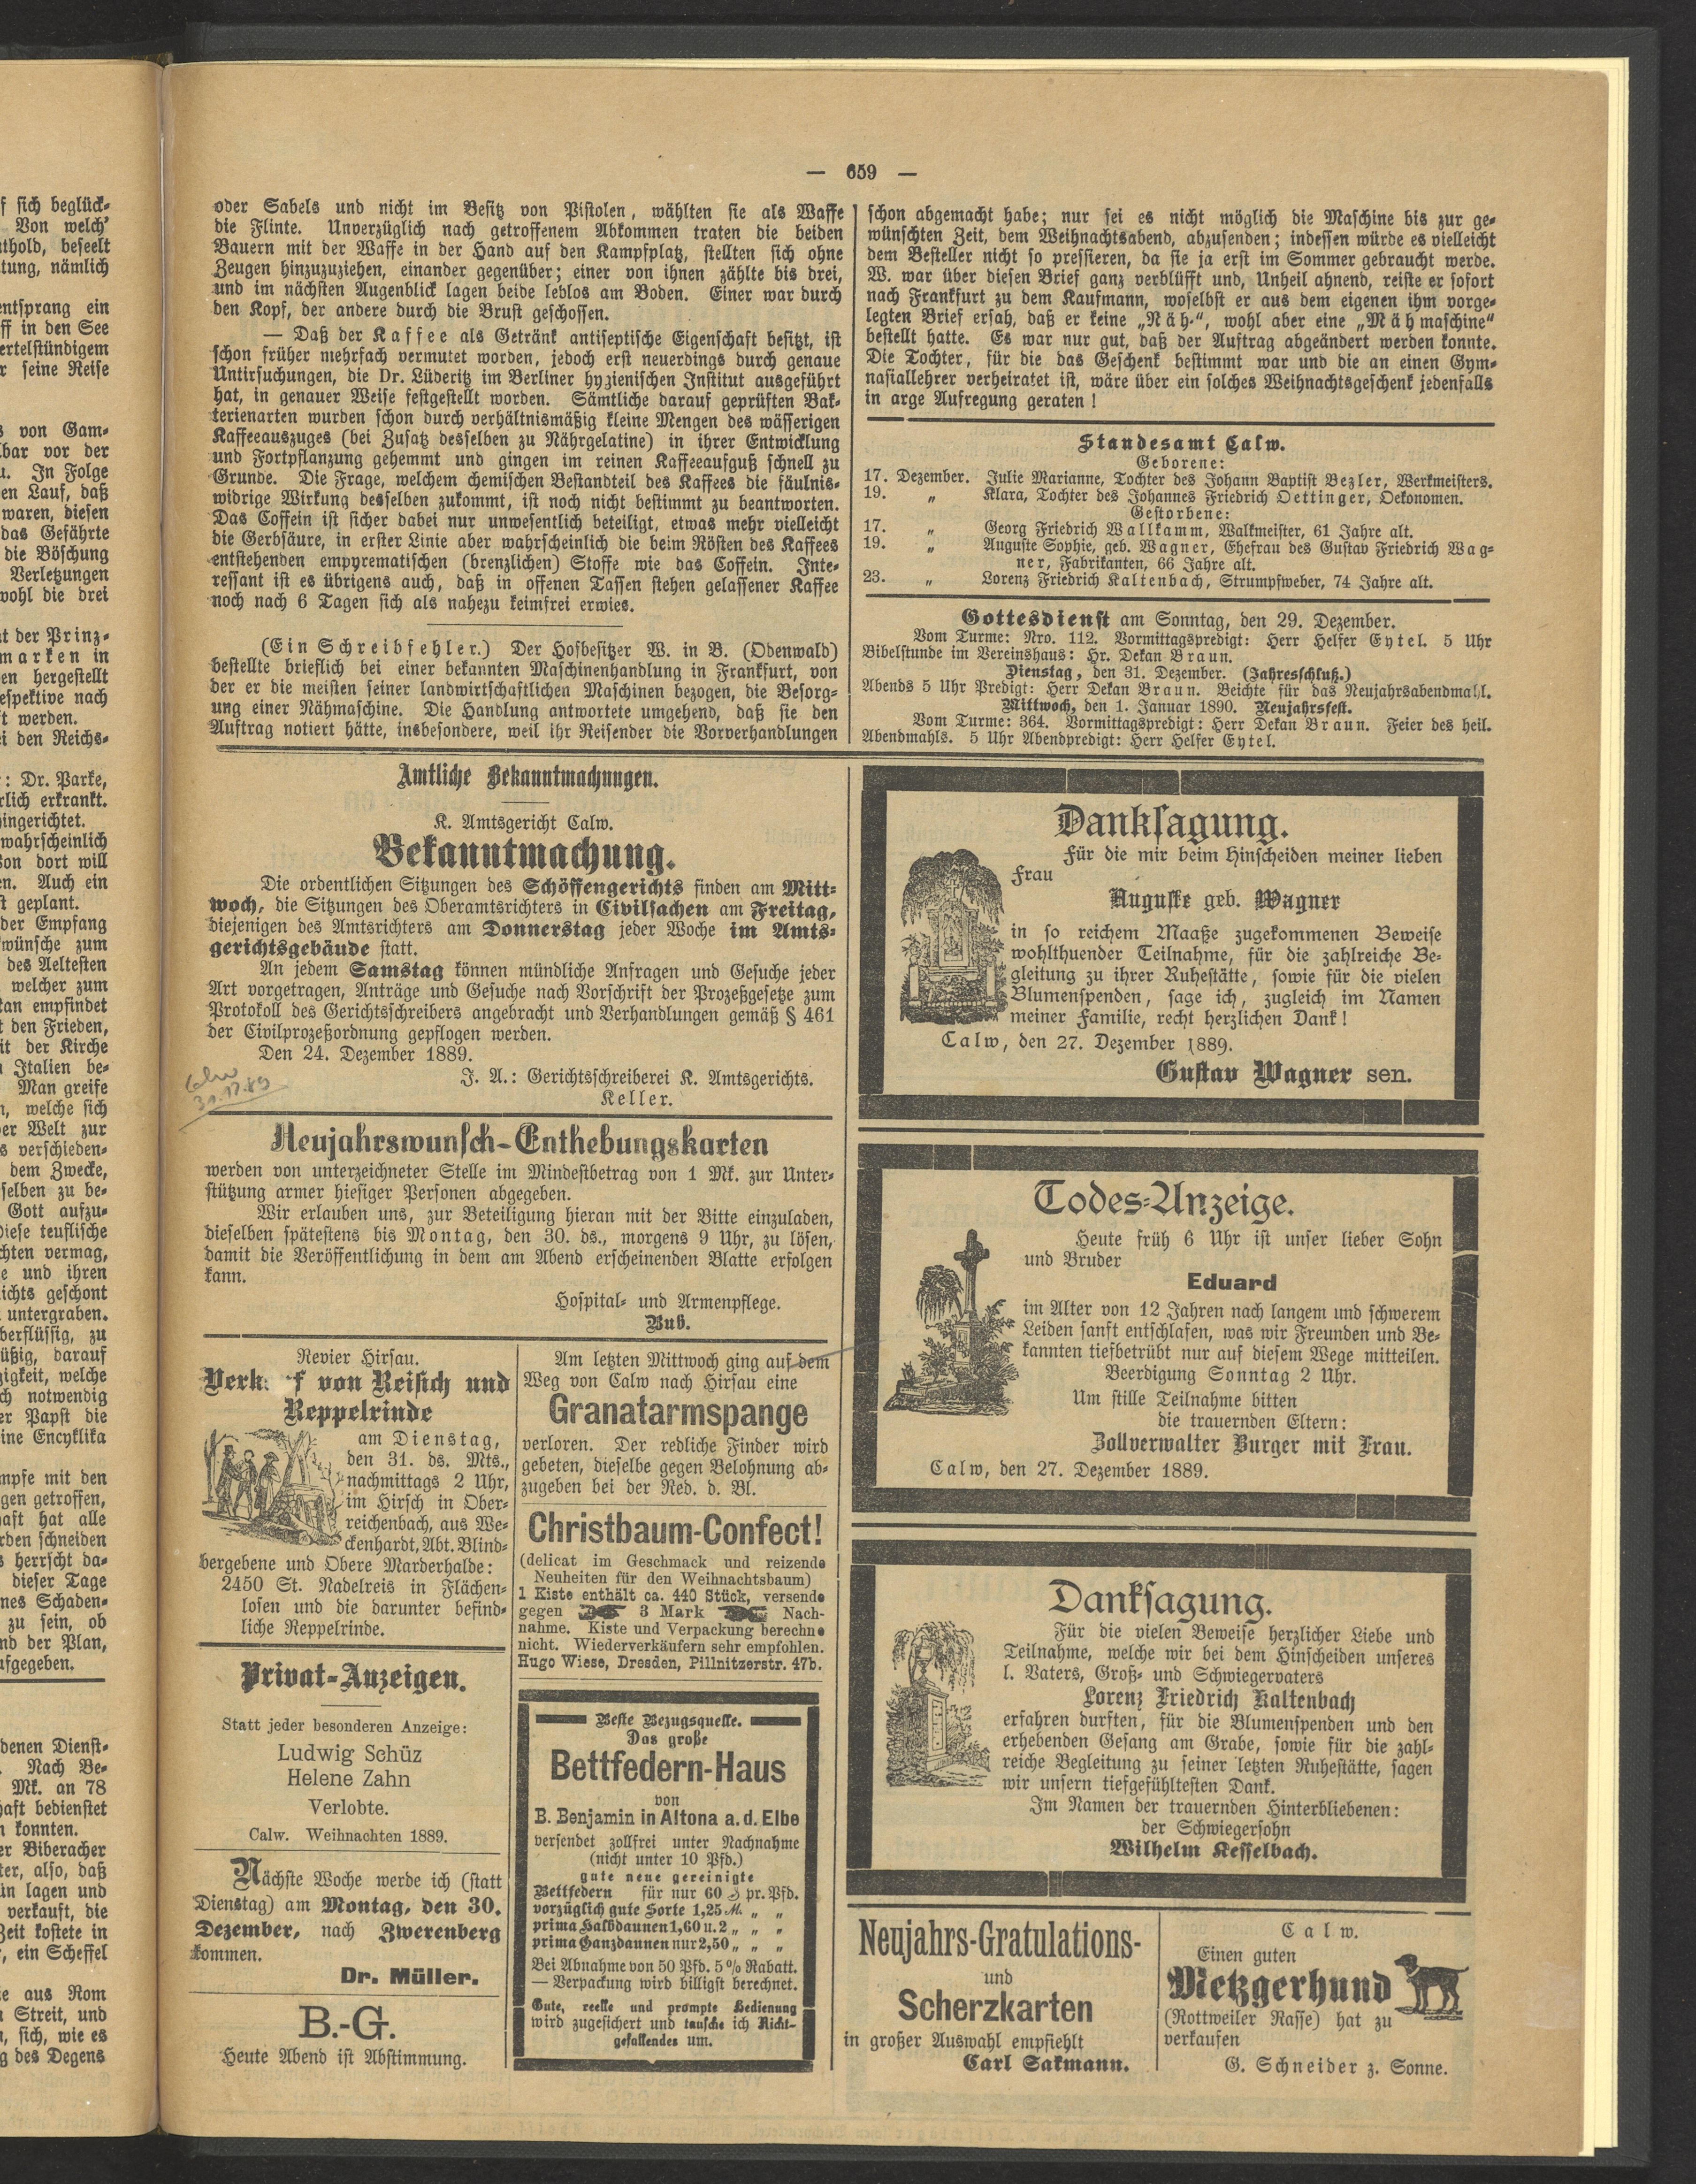 — 659 —
oder Sabels und nicht im Besitz von Pistolen, wählten sie als Waffe
die Flinte. Unverzüglich nach getroffenem Abkommen traten die beiden
Bauern mit der Waffe in der Hand auf den Kampfplatz, stellten sich ohne
Zeugen hinzuzuziehen, einander gegenüber; einer von ihnen zählte bis drei,
und im nächsten Augenblick lagen beide leblos am Boden. Einer war durch
den Kopf, der andere durch die Brust geschossen.
— Daß der Kaffee als Getränk antiseptische Eigenschaft besitzt, ist
schon früher mehrfach vermutet worden, jedoch erst neuerdings durch genaue
Untirsuchungen, die Dr. Lüderitz im Berliner hyzienischen Institut ausgeführt
hat, in genauer Weise festgestellt worden. Sämtliche darauf geprüften Bak-
terienarten wurden schon durch verhältnismäßig kleine Mengen des wässerigen
Kaffeeauszuges (bei Zusatz desselben zu Nährgelatine) in ihrer Entwicklung
und Fortpflanzung gehemmt und gingen im reinen Kaffeeaufguß schnell zu
Grunde. Die Frage, welchem chemischen Bestandteil des Kaffees die fäulnis-
widrige Wirkung desselben zukommt, ist noch nicht bestimmt zu beantworten.
Das Coffein ist sicher dabei nur unwesentlich beteiligt, etwas mehr vielleicht
die Gerbsäure, in erster Linie aber wahrscheinlich die beim Rösten des Kaffees
entstehenden empyrematischen (brenzlichen) Stoffe wie das Coffein. Inte-
ressant ist es übrigens auch, daß in offenen Tassen stehen gelassener Kaffee
noch nach 6 Tagen sich als nahezu keimfrei erwies.
(Ein Schreibfehler.) Der Hofbesitzer W. in B. (Odenwald)
bestellte brieflich bei einer bekannten Maschinenhandlung in Frankfurt, von
der er die meisten seiner landwirtschaftlichen Maschinen bezogen, die Besorg-
ung einer Nähmaschine. Die Handlung antwortete umgehend, daß sie den
Auftrag notiert hätte, insbesondere, weil ihr Reisender die Vorverhandlungen
schon abgemacht habe; nur sei es nicht möglich die Maschine bis zur ge-
wünschten Zeit, dem Weihnachtsabend, abzusenden; indessen würde es vielleicht
dem Besteller nicht so pressieren, da sie ja erst im Sommer gebraucht werde.
W. war über diesen Brief ganz verblüfft und, Unheil ahnend, reiste er sofort
nach Frankfurt zu dem Kaufmann, woselbst er aus dem eigenen ihm vorge-
legten Brief ersah, daß er keine „Näh-“, wohl aber eine „Mähmaschine“
bestellt hatte. Es war nur gut, daß der Auftrag abgeändert werden konnte.
Die Tochter, für die das Geschenk bestimmt war und die an einen Gym-
nasiallehrer verheiratet ist, wäre über ein solches Weihnachtsgeschenk jedenfalls
in arge Aufregung geraten!
Standesamt Calw.
Geborene:
17. Dezember. Julie Marianne, Tochter des Johann Baptist Bezler, Werkmeisters.
19. „ Klara, Tochter des Johannes Friedrich Oettinger, Oekonomen.
Gestorbene:
17. „ Georg Friedrich Wallkamm, Walkmeister, 61 Jahre alt.
19. „ Auguste Sophie, geb. Wagner, Ehefrau des Gustav Friedrich Wag-
ner, Fabrikanten, 66 Jahre alt.
23. „ Lorenz Friedrich Kaltenbach, Strumpfweber, 74 Jahre alt.
Gottesdienst am Sonntag, den 29. Dezember.
Vom Turme: Nro. 112. Vormittagspredigt: Herr Helfer Eytel. 5 Uhr
Bibelstunde im Vereinshaus: Hr. Dekan Braun.
Dienstag, den 31. Dezember. (Jahresschluß.)
Abends 5 Uhr Predigt: Herr Dekan Braun. Beichte für das Neujahrsabendmahl.
Mittwoch, den 1. Januar 1890. Neujahrsfest.
Vom Turme: 364. Vormittagspredigt: Herr Dekan Braun. Feier des heil.
Abendmahls. 5 Uhr Abendpredigt: Herr Helfer Eytel.
Amtliche Bekanntmachungen.
K. Amtsgericht Calw.
Bekanntmachung.
Die ordentlichen Sitzungen des Schöffengerichts finden am Mitt-
woch, die Sitzungen des Oberamtsrichters in Civilsachen am Freitag,
diejenigen des Amtsrichters am Donnerstag jeder Woche im Amts-
gerichtsgebäude statt.
An jedem Samstag können mündliche Anfragen und Gesuche jeder
Art vorgetragen, Anträge und Gesuche nach Vorschrift der Prozeßgesetze zum
Protokoll des Gerichtsschreibers angebracht und Verhandlungen gemäß § 461
der Civilprozeßordnung gepflogen werden.
Den 24. Dezember 1889.
J. A.: Gerichtsschreiberei K. Amtsgerichts.
Keller.
Calw
31.12.89
Neujahrswunsch-Enthebungskarten
werden von unterzeichneter Stelle im Mindestbetrag von 1 Mk. zur Unter-
stützung armer hiesiger Personen abgegeben.
Wir erlauben uns, zur Beteiligung hieran mit der Bitte einzuladen,
dieselben spätestens bis Montag, den 30. ds., morgens 9 Uhr, zu lösen,
damit die Veröffentlichung in dem am Abend erscheinenden Blatte erfolgen
kann.
Hospital- und Armenpflege.
Bub.
Revier Hirsau.
Verk f von Reisich und
Reppelrinde
am Dienstag,
den 31. ds. Mts.,
nachmittags 2 Uhr,
im Hirsch in Ober-
reichenbach, aus We-
ckenhardt, Abt. Blind-
bergebene und Obere Marderhalde:
2450 St. Nadelreis in Flächen-
losen und die darunter befind-
liche Reppelrinde.
Privat-Anzeigen.
Statt jeder besonderen Anzeige:
Ludwig Schüz
Helene Zahn
Verlobte.
Calw. Weihnachten 1889.
Nächste Woche werde ich (statt
Dienstag) am Montag, den 30.
Dezember, nach Zwerenberg
kommen.
Dr. Müller.
B.-G.
Heute Abend ist Abstimmung.
Am letzten Mittwoch ging auf dem
Weg von Calw nach Hirsau eine
Granatarmspange
verloren. Der redliche Finder wird
gebeten, dieselbe gegen Belohnung ab-
zugeben bei der Red. d. Bl.
Christbaum-Confect!
(delicat im Geschmack und reizende
Neuheiten für den Weihnachtsbaum)
1 Kiste enthält ca. 440 Stück, versende
gegen 3 Mark Nach-
nahme. Kiste und Verpackung berechne
nicht. Wiederverkäufern sehr empfohlen.
Hugo Wiese, Dresden, Pillnitzerstr. 47b.
Beste Bezugsquelle.
Das große
Bettfedern-Haus
von
B. Benjamin in Altona a. d. Elbe
versendet zollfrei unter Nachnahme
(nicht unter 10 Pfd.)
gute neue gereinigte
Bettfedern für nur 60 ₰ pr. Pfd.
vorzüglich gute Sorte 1,25 M. „ „
prima Halbdaunen 1,60 u. 2 „ „ „
prima Ganzdaunen nur 2,50 „ „ „
Bei Abnahme von 50 Pfd. 5 % Rabatt.
— Verpackung wird billigst berechnet.
Gute, reelle und prompte Bedienung
wird zugesichert und tausche ich Nicht-
gefallendes um.
Danksagung.
Für die mir beim Hinscheiden meiner lieben
Frau
Auguste geb. Wagner
in so reichem Maaße zugekommenen Beweise
wohlthuender Teilnahme, für die zahlreiche Be-
gleitung zu ihrer Ruhestätte, sowie für die vielen
Blumenspenden, sage ich, zugleich im Namen
meiner Familie, recht herzlichen Dank!
Calw, den 27. Dezember 1889.
Gustav Wagner sen.
Todes-Anzeige.
Heute früh 6 Uhr ist unser lieber Sohn
und Bruder
Eduard
im Alter von 12 Jahren nach langem und schwerem
Leiden sanft entschlafen, was wir Freunden und Be-
kannten tiefbetrübt nur auf diesem Wege mitteilen.
Beerdigung Sonntag 2 Uhr.
Um stille Teilnahme bitten
die trauernden Eltern:
Zollverwalter Burger mit Frau.
Calw, den 27. Dezember 1889.
Danksagung.
Für die vielen Beweise herzlicher Liebe und
Teilnahme, welche wir bei dem Hinscheiden unseres
l. Vaters, Groß- und Schwiegervaters
Lorenz Friedrich Kaltenbach
erfahren durften, für die Blumenspenden und den
erhebenden Gesang am Grabe, sowie für die zahl-
reiche Begleitung zu seiner letzten Ruhestätte, sagen
wir unsern tiefgefühltesten Dank.
Im Namen der trauernden Hinterbliebenen:
der Schwiegersohn
Wilhelm Kesselbach.
Neujahrs-Gratulations-
und
Scherzkarten
in großer Auswahl empfiehlt
Carl Sakmann.
Calw.
Einen guten
Metzgerhund
(Rottweiler Rasse) hat zu
verkaufen
G. Schneider z. Sonne.